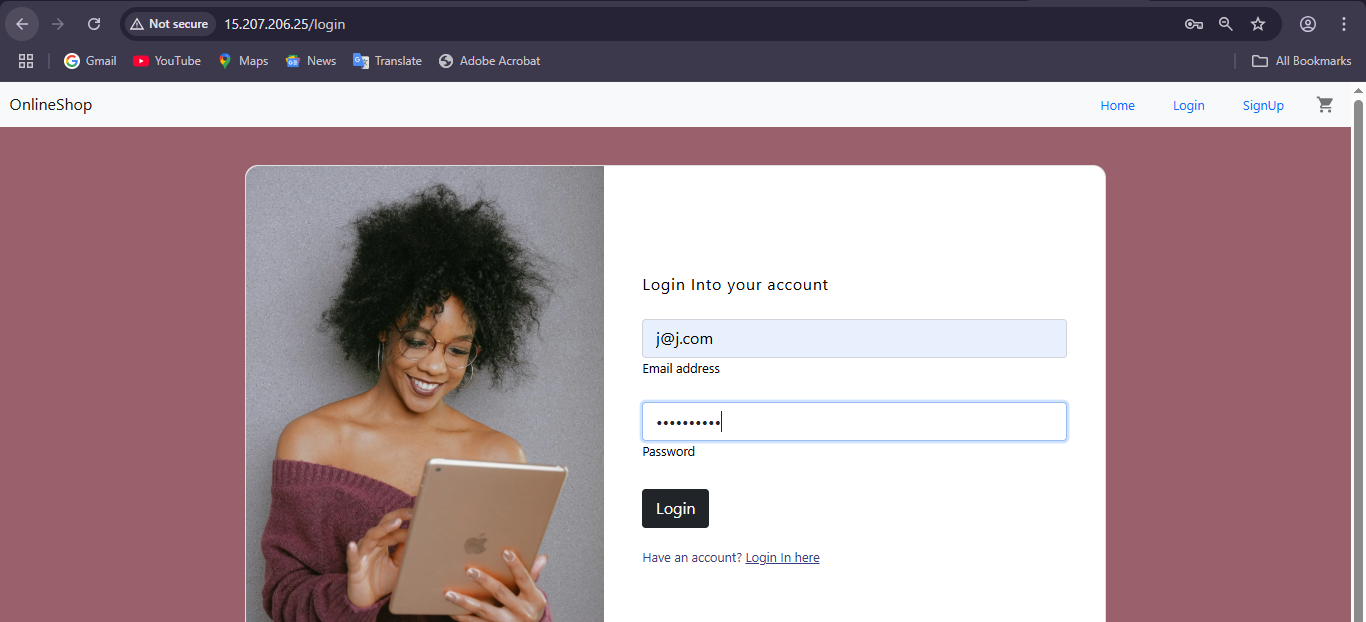 Not secure 15.207.206.25/login
Gmail YouTube Maps News Translate Adobe Acrobat All Bookmarks
OnlineShop Home Login SignUp
Login Into your account
j@j.com
Email address
••••••••••
Password
Login
Have an account? Login In here